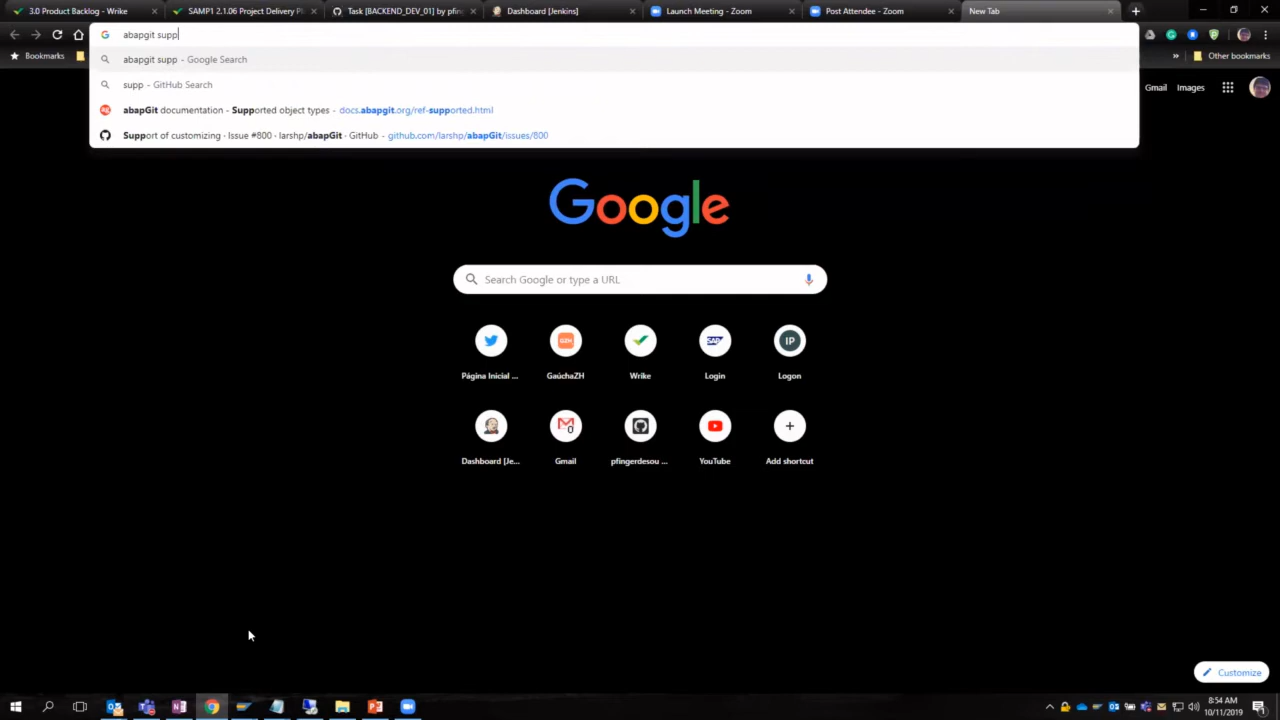 3.0 Product Backlog - Wrike
SAMP1 2.1.06 Project Delivery Pl
Task [BACKEND_DEV_01] by pfin
Dashboard [Jenkins]
Launch Meeting - Zoom
Post Attendee - Zoom
New Tab
abapgit supp
Bookmarks
Other bookmarks
abapgit supp - Google Search
supp - GitHub Search
abapGit documentation - Supported object types - docs.abapgit.org/ref-supported.html
Support of customizing · Issue #800 · larshp/abapGit · GitHub - github.com/larshp/abapGit/issues/800
Gmail
Images
Google
Search Google or type a URL
GZH
SAP
IP
Página Inicial ...
GaúchaZH
Wrike
Login
Logon
Dashboard [Je...
Gmail
pfingerdesou ...
YouTube
Add shortcut
Customize
8:54 AM
10/11/2019